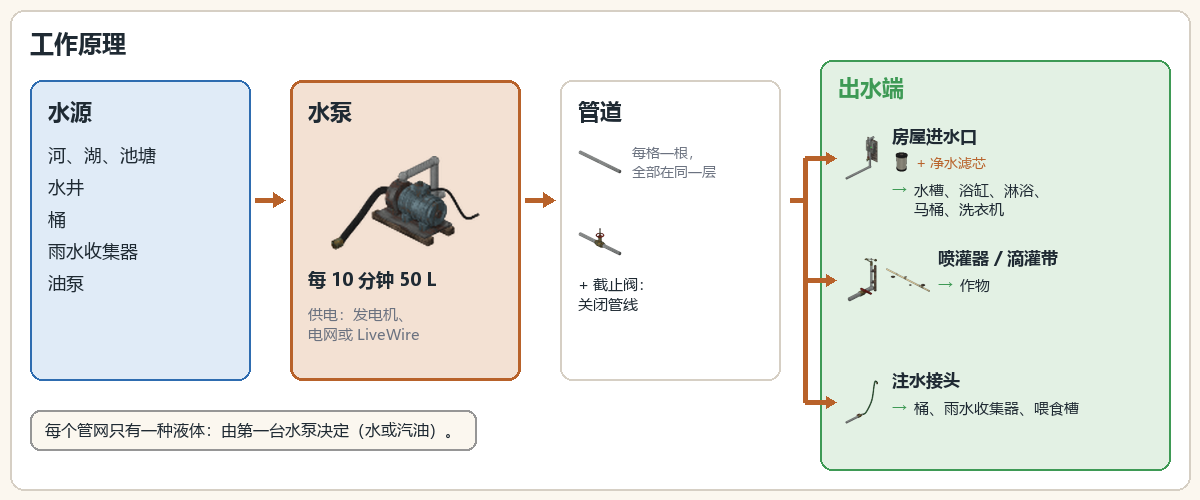 工作原理
水源
河、湖、池塘
水井
桶
雨水收集器
油泵
水泵
每 10 分钟 50 L
供电：发电机、
电网或 LiveWire
管道
每格一根，
全部在同一层
+ 截止阀：
关闭管线
出水端
房屋进水口
+ 净水滤芯
→ 水槽、浴缸、淋浴、
马桶、洗衣机
喷灌器 / 滴灌带
→ 作物
注水接头
→ 桶、雨水收集器、喂食槽
每个管网只有一种液体：由第一台水泵决定（水或汽油）。